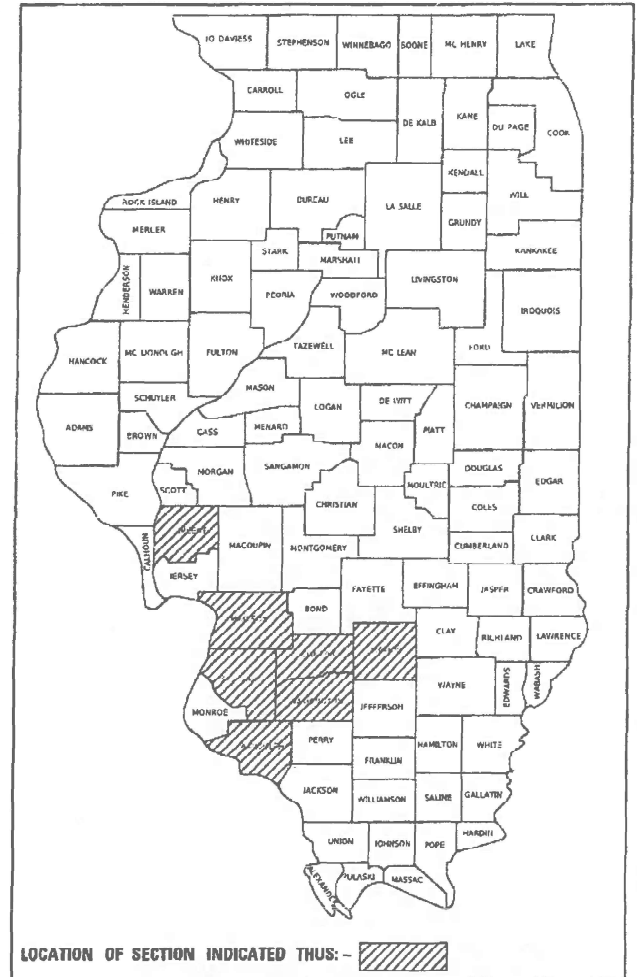 JO DAVIESS STEPHENSON WINNEBAGO BOONE MC HENRY LAKE
CARROLL OGLE DE KALB KANE DU PAGE COOK
WHITESIDE LEE
KENDALL WILL
ROCK ISLAND HENRY BUREAU LA SALLE GRUNDY
MERCER PUTNAM
STARK MARSHALL KANKAKEE
HENDERSON WARREN KNOX PEORIA WOODFORD LIVINGSTON IROQUOIS
HANCOCK MC DONOUGH FULTON TAZEWELL MC LEAN FORD
MASON
SCHUYLER LOGAN DE WITT CHAMPAIGN VERMILION
ADAMS BROWN CASS MENARD MACON PIATT
PIKE SCOTT MORGAN SANGAMON MOULTRIE DOUGLAS EDGAR
CHRISTIAN COLES
CALHOUN MACOUPIN MONTGOMERY SHELBY CUMBERLAND CLARK
JERSEY FAYETTE EFFINGHAM JASPER CRAWFORD
BOND
CLAY RICHLAND LAWRENCE
WAYNE EDWARDS WABASH
MONROE JEFFERSON
PERRY HAMILTON WHITE
FRANKLIN
JACKSON WILLIAMSON SALINE GALLATIN
UNION JOHNSON POPE HARDIN
ALEXANDER PULASKI MASSAC
LOCATION OF SECTION INDICATED THUS: -